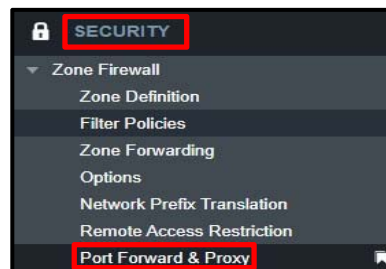 SECURITY
Zone Firewall
Zone Definition
Filter Policies
Zone Forwarding
Options
Network Prefix Translation
Remote Access Restriction
Port Forward & Proxy